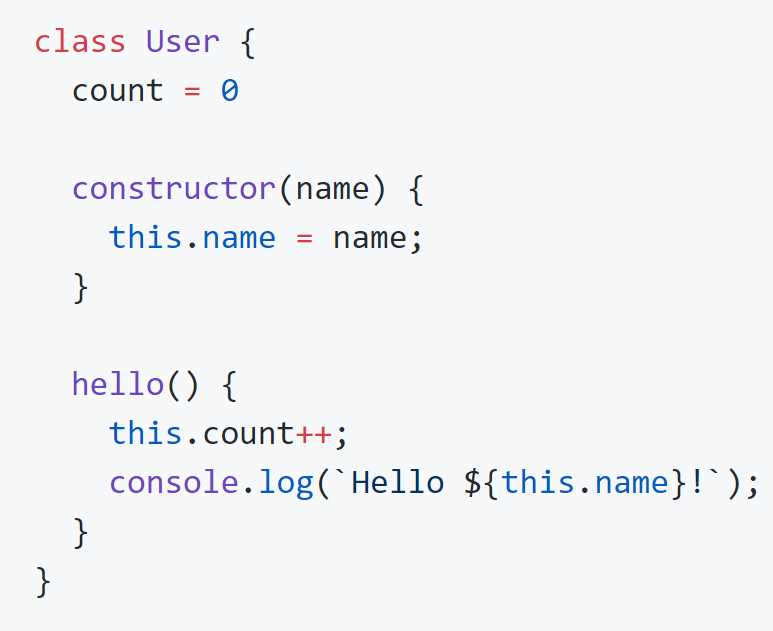 class User {
  count = 0

  constructor(name) {
    this.name = name;
  }

  hello() {
    this.count++;
    console.log(`Hello ${this.name}!`);
  }
}